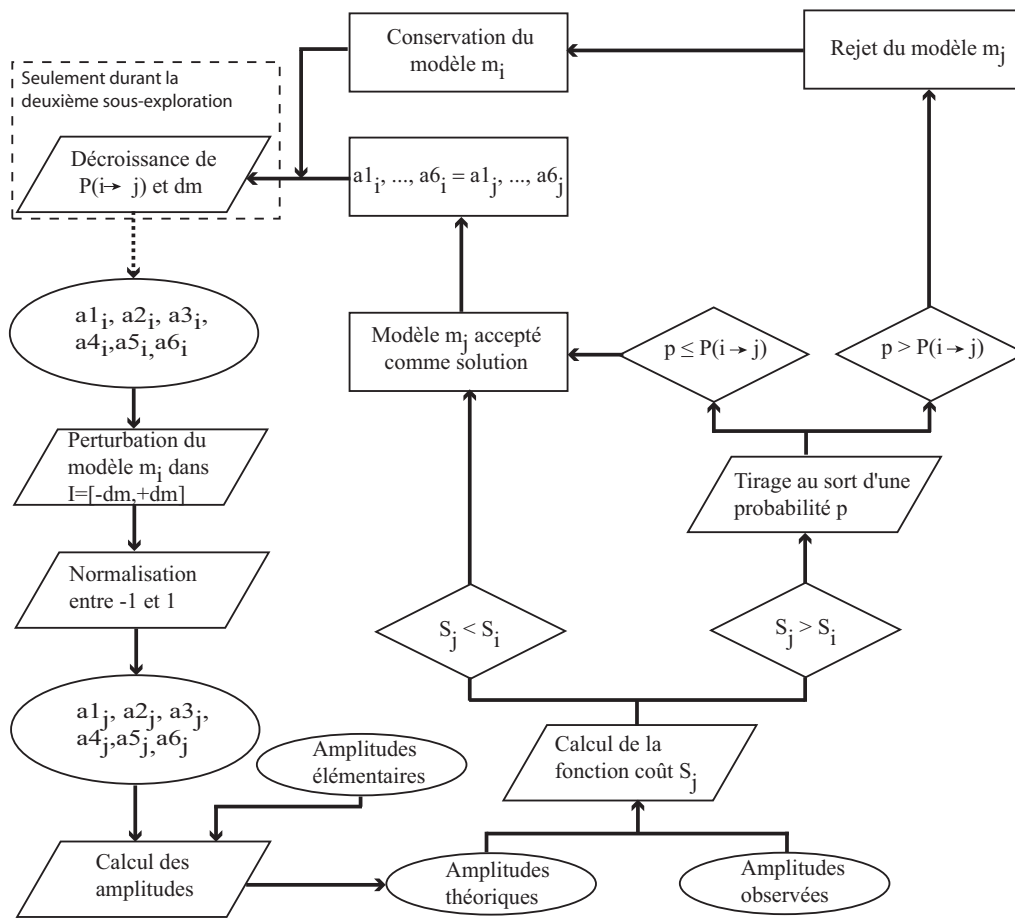 Conservation du
modèle mi
Rejet du modèle mj
Seulement durant la
deuxième sous-exploration
Décroissance de
P(i→ j) et dm
a1i, ..., a6i = a1j, ..., a6j
a1i, a2i, a3i,
a4i,a5i,a6i
Modèle mj accepté
comme solution
p ≤ P(i → j)
p > P(i → j)
Perturbation du
modèle mi dans
I=[-dm,+dm]
Tirage au sort d'une
probabilité p
Normalisation
entre -1 et 1
Sj < Si
Sj > Si
a1j, a2j, a3j,
a4j,a5j,a6j
Amplitudes
élémentaires
Calcul de la
fonction coût Sj
Calcul des
amplitudes
Amplitudes
théoriques
Amplitudes
observées